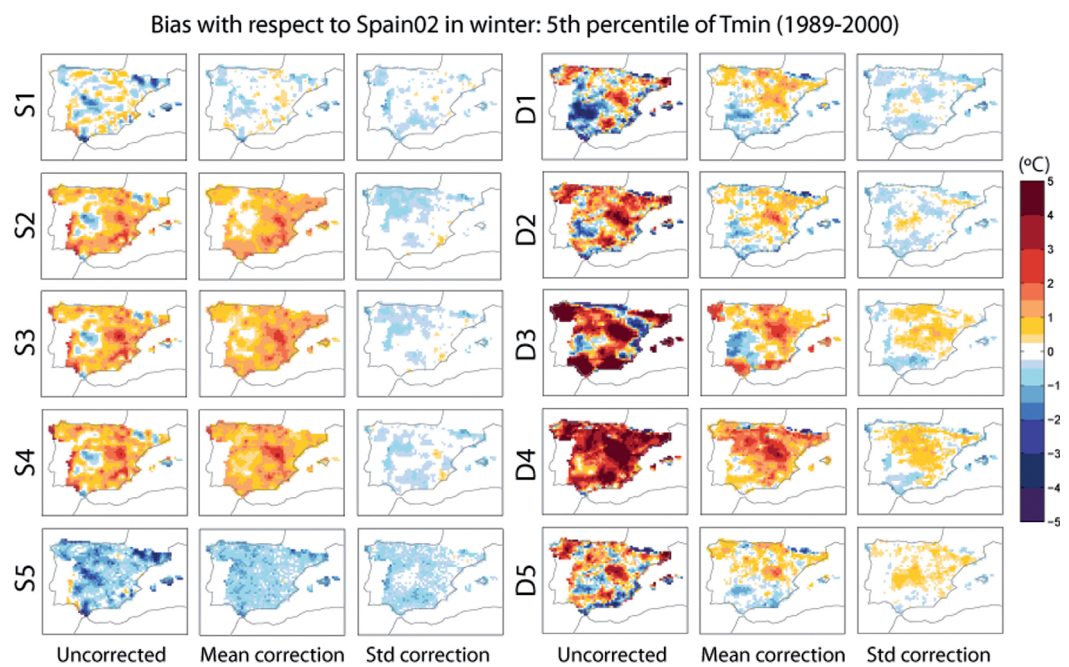 Bias with respect to Spain02 in winter: 5th percentile of Tmin (1989-2000)
S1
D1
(ºC)
S2
D2
5
4
3
2
1
0
−1
−2
−3
−4
−5
S3
D3
S4
D4
S5
D5
Uncorrected Mean correction Std correction Uncorrected Mean correction Std correction